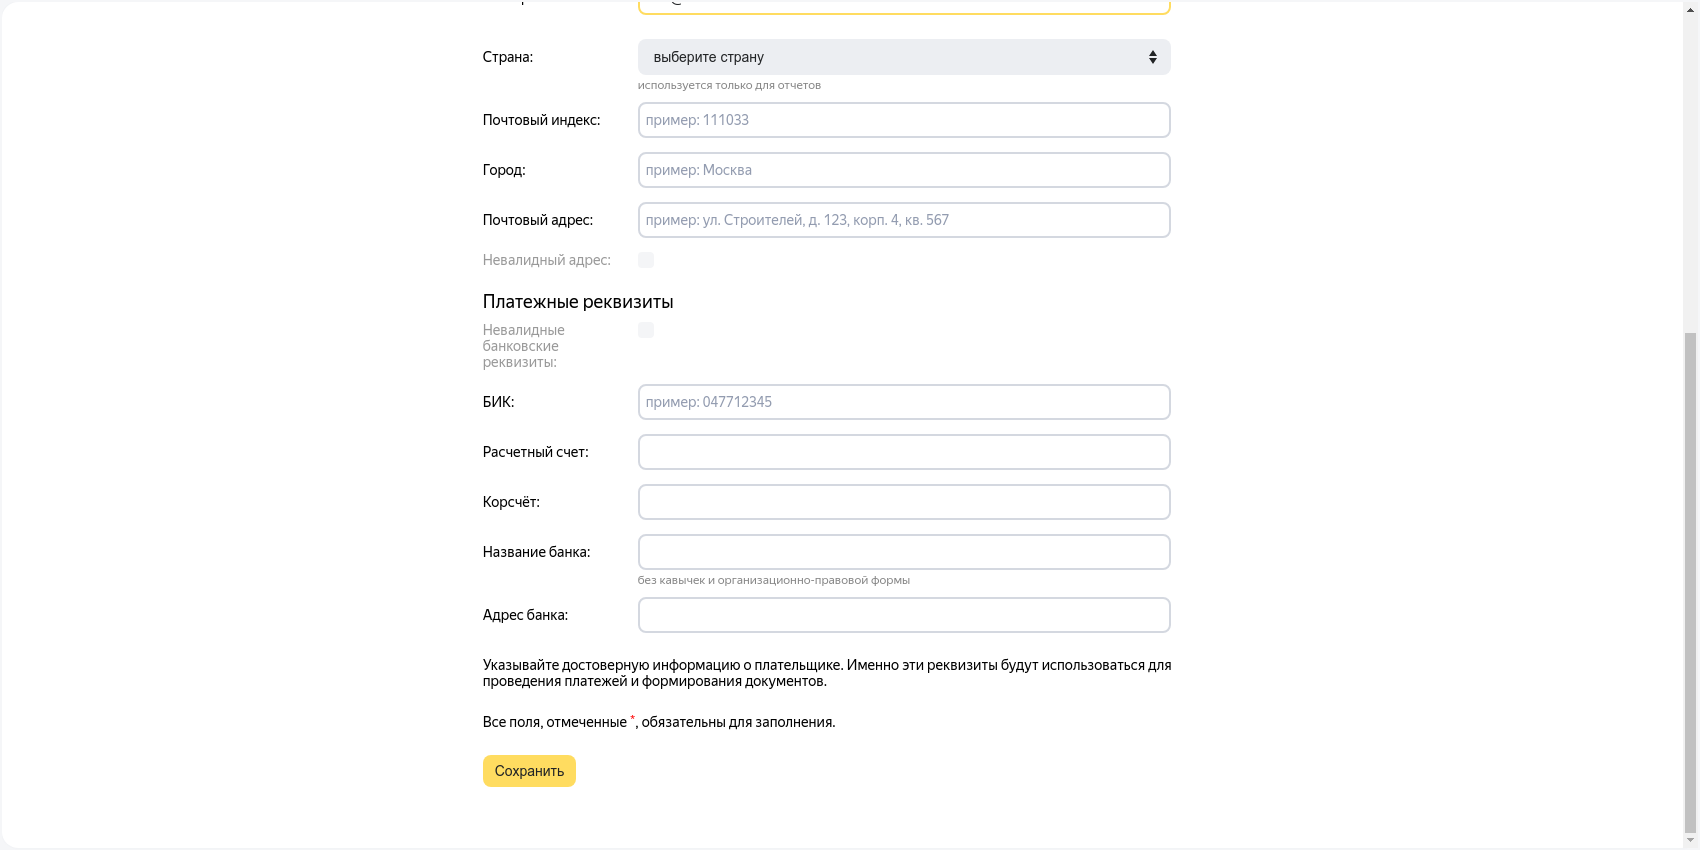 Страна:
выберите страну
используется только для отчетов
Почтовый индекс:
пример: 111033
Город:
пример: Москва
Почтовый адрес:
пример: ул. Строителей, д. 123, корп. 4, кв. 567
Невалидный адрес:
Платежные реквизиты
Невалидные
банковские
реквизиты:
БИК:
пример: 047712345
Расчетный счет:
Корсчёт:
Название банка:
без кавычек и организационно-правовой формы
Адрес банка:
Указывайте достоверную информацию о плательщике. Именно эти реквизиты будут использоваться для
проведения платежей и формирования документов.
Все поля, отмеченные *, обязательны для заполнения.
Сохранить